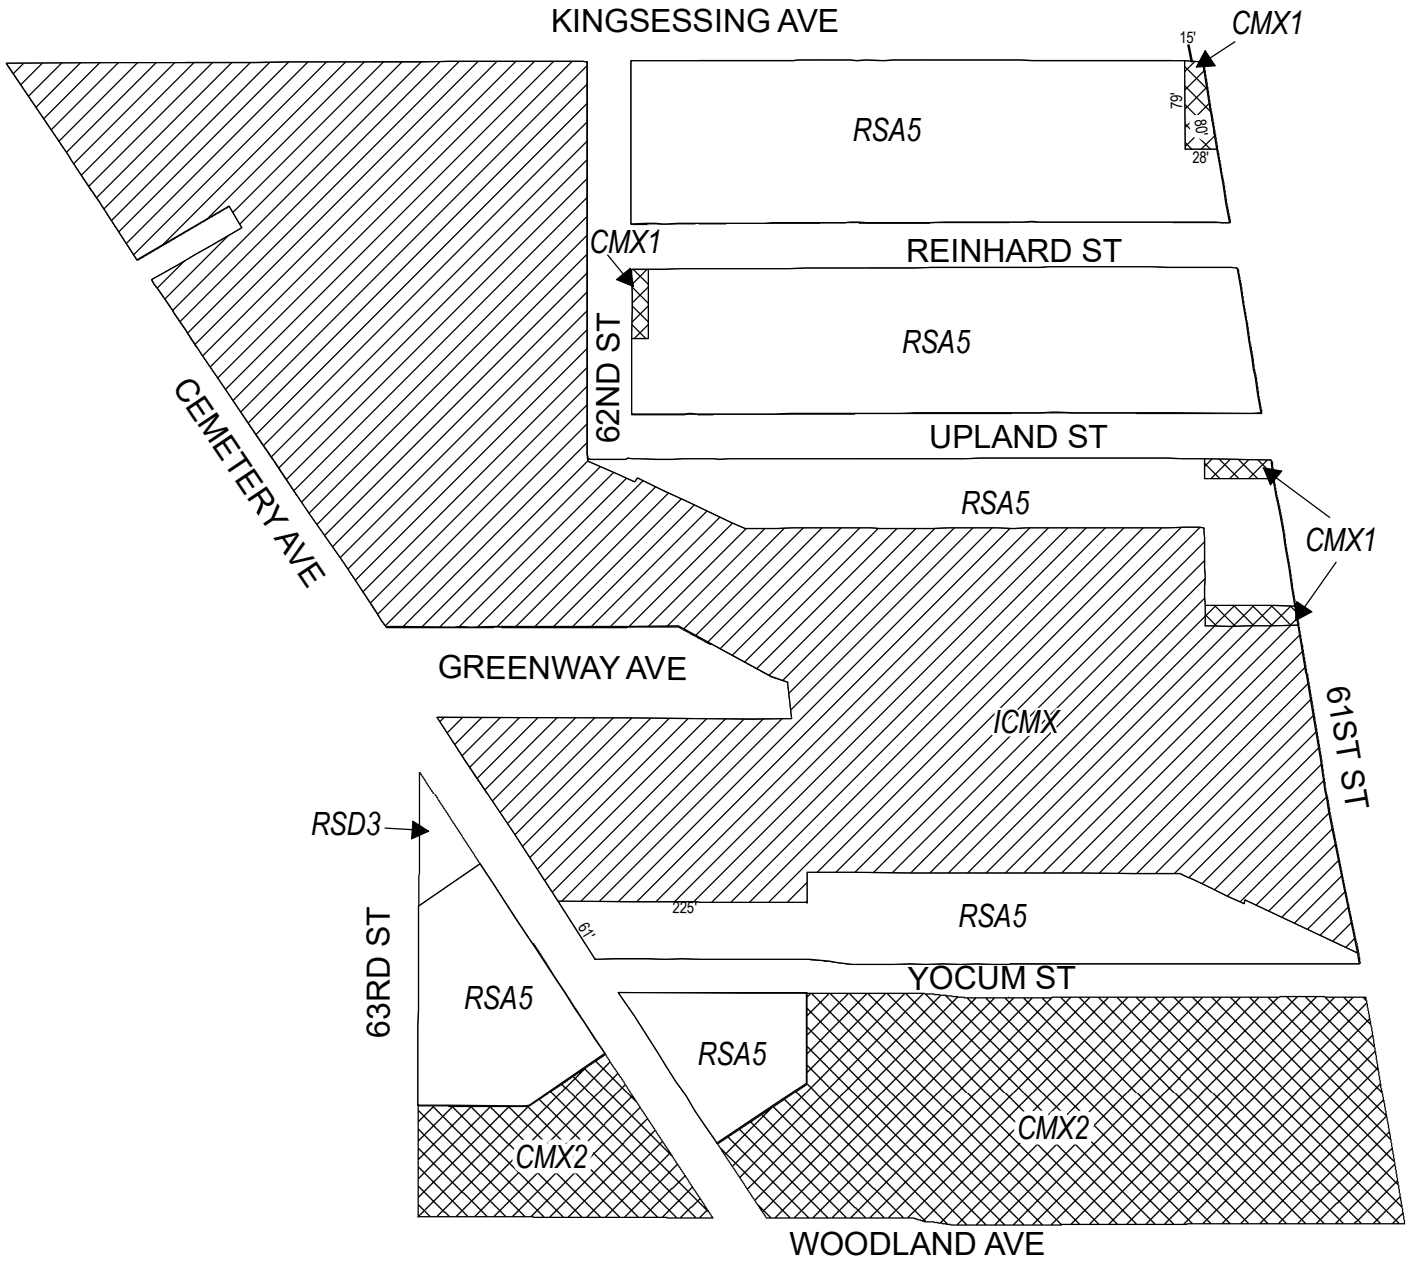 KINGSESSING AVE
CMX1
15'
79'
80'
28'
RSA5
CMX1
REINHARD ST
62ND ST
RSA5
CEMETERY AVE
UPLAND ST
RSA5
CMX1
GREENWAY AVE
ICMX
61ST ST
RSD3
225'
61'
RSA5
63RD ST
YOCUM ST
RSA5
RSA5
CMX2
CMX2
WOODLAND AVE